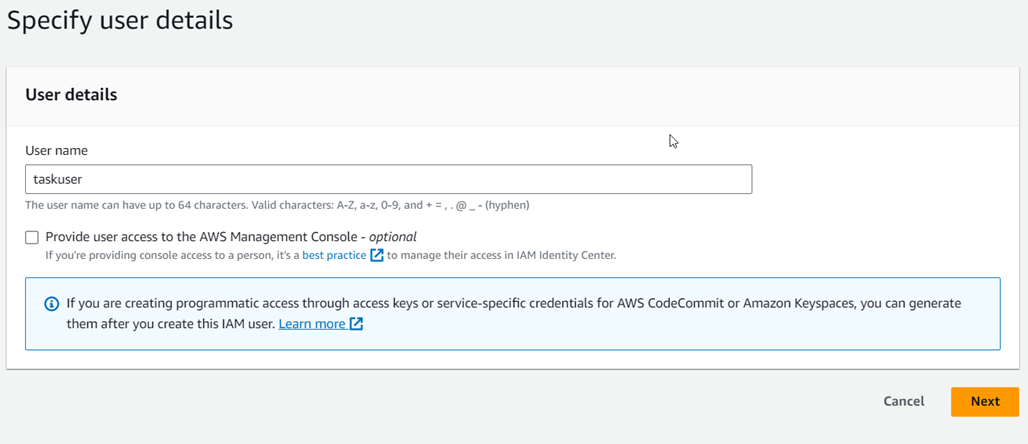 Specify user details
User details
User name
taskuser
The user name can have up to 64 characters. Valid characters: A-Z, a-z, 0-9, and + = , . @ _ - (hyphen)
Provide user access to the AWS Management Console - optional
If you're providing console access to a person, it's a best practice to manage their access in IAM Identity Center.
If you are creating programmatic access through access keys or service-specific credentials for AWS CodeCommit or Amazon Keyspaces, you can generate
them after you create this IAM user. Learn more
Cancel
Next